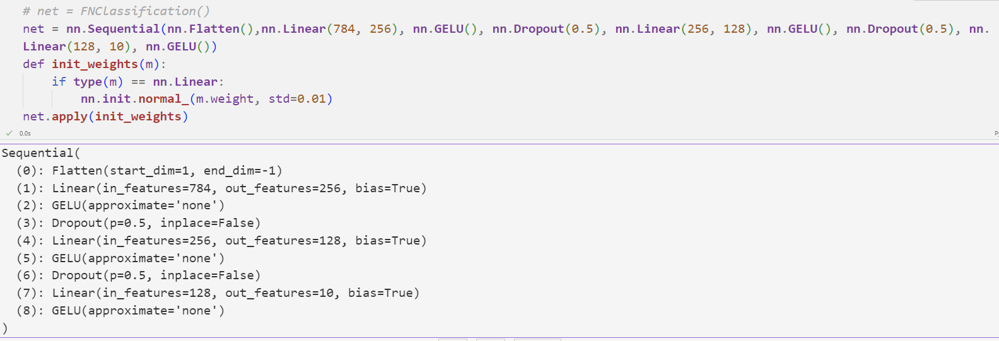 # net = FNClassification()
net = nn.Sequential(nn.Flatten(),nn.Linear(784, 256), nn.GELU(), nn.Dropout(0.5), nn.Linear(256, 128), nn.GELU(), nn.Dropout(0.5), nn.
Linear(128, 10), nn.GELU())
def init_weights(m):
    if type(m) == nn.Linear:
        nn.init.normal_(m.weight, std=0.01)
net.apply(init_weights)
✓ 0.0s
Sequential(
  (0): Flatten(start_dim=1, end_dim=-1)
  (1): Linear(in_features=784, out_features=256, bias=True)
  (2): GELU(approximate='none')
  (3): Dropout(p=0.5, inplace=False)
  (4): Linear(in_features=256, out_features=128, bias=True)
  (5): GELU(approximate='none')
  (6): Dropout(p=0.5, inplace=False)
  (7): Linear(in_features=128, out_features=10, bias=True)
  (8): GELU(approximate='none')
)